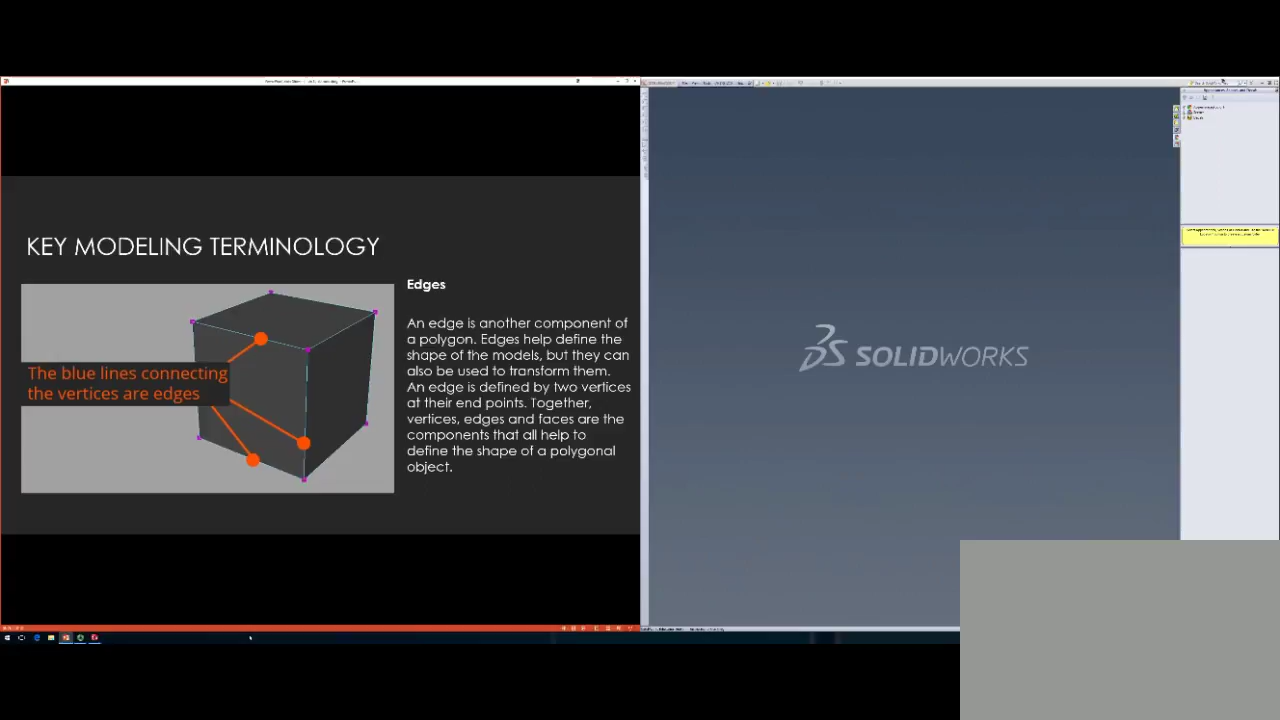 KEY MODELING TERMINOLOGY
The blue lines connecting
the vertices are edges
Edges
An edge is another component of
a polygon. Edges help define the
shape of the models, but they can
also be used to transform them.
An edge is defined by two vertices
at their end points. Together,
vertices, edges and faces are the
components that all help to
define the shape of a polygonal
object.
SOLIDWORKS